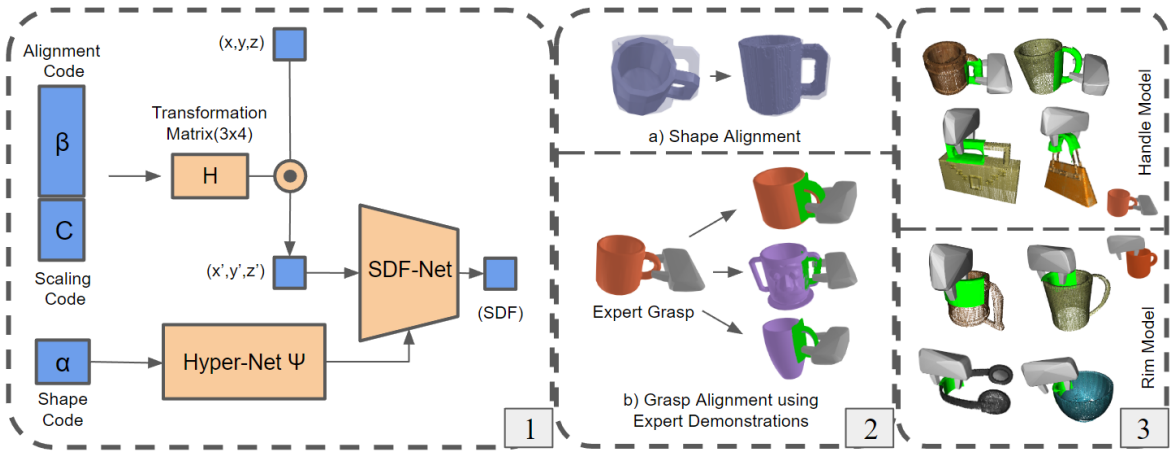 Alignment
Code
β
C
Scaling
Code
α
Shape
Code
(x,y,z)
Transformation
Matrix(3x4)
H
(x’,y’,z’)
SDF-Net
(SDF)
Hyper-Net Ψ
1
a) Shape Alignment
Expert Grasp
b) Grasp Alignment using
Expert Demonstrations
2
Handle Model
Rim Model
3